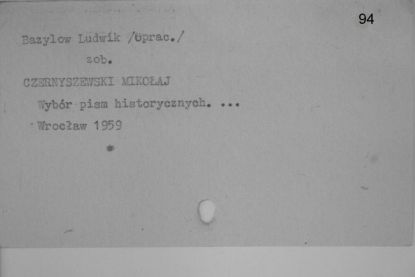 94
Bazylow Ludwik /Oprac./
zob.
CZERNYSZEWSKI MIKOŁAJ
Wybór pism historycznych. ...
Wrocław 1959